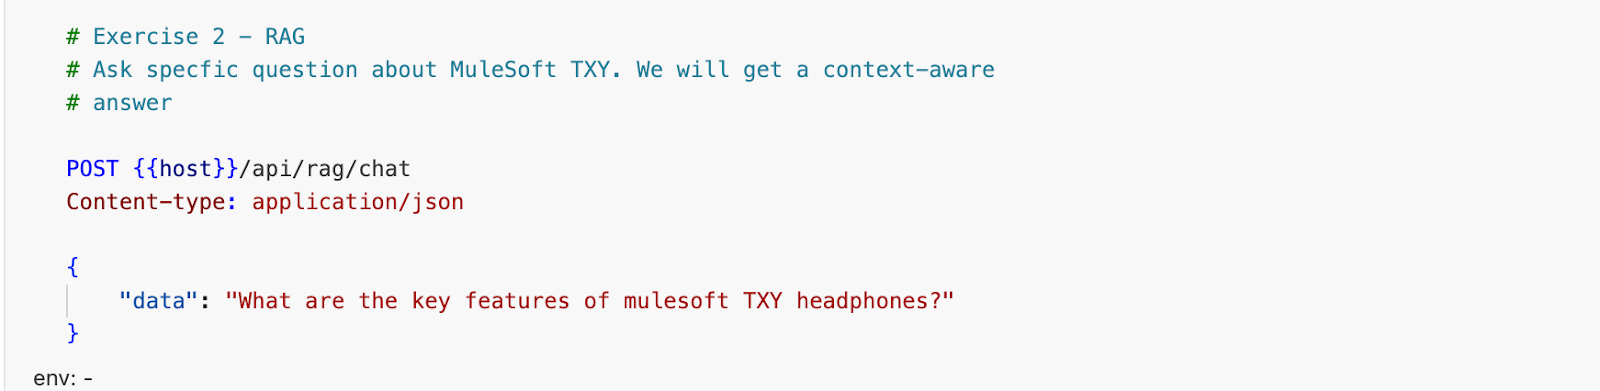 # Exercise 2 - RAG
# Ask specfic question about MuleSoft TXY. We will get a context-aware
# answer
POST {{host}}/api/rag/chat
Content-type: application/json
{
"data": "What are the key features of mulesoft TXY headphones?"
}
env: -